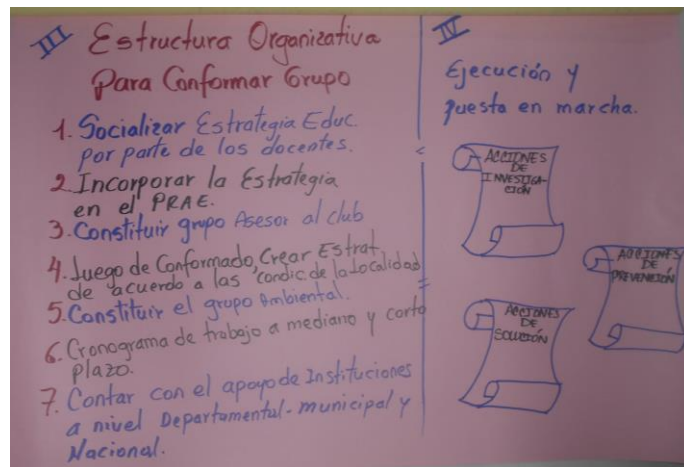 III Estructura Organizativa
Para Conformar Grupo
1. Socializar Estrategia Educ.
por parte de los docentes.
2 Incorporar la Estrategia
en el PRAE.
3. Constituir grupo Asesor al club
4. Luego de Conformado, Crear Estrat.
de acuerdo a las condic. de la localidad
5. Constituir el grupo Ambiental.
6. Cronograma de trabajo a mediano y corto
plazo.
7. Contar con el apoyo de Instituciones
a nivel Departamental-municipal y
Nacional.
IV
Ejecución y
puesta en marcha.
ACCIONES
DE
INVESTIGA-
CIÓN
ACCIONES
DE
PREVENCIÓN
ACCIONES
DE
SOLUCIÓN